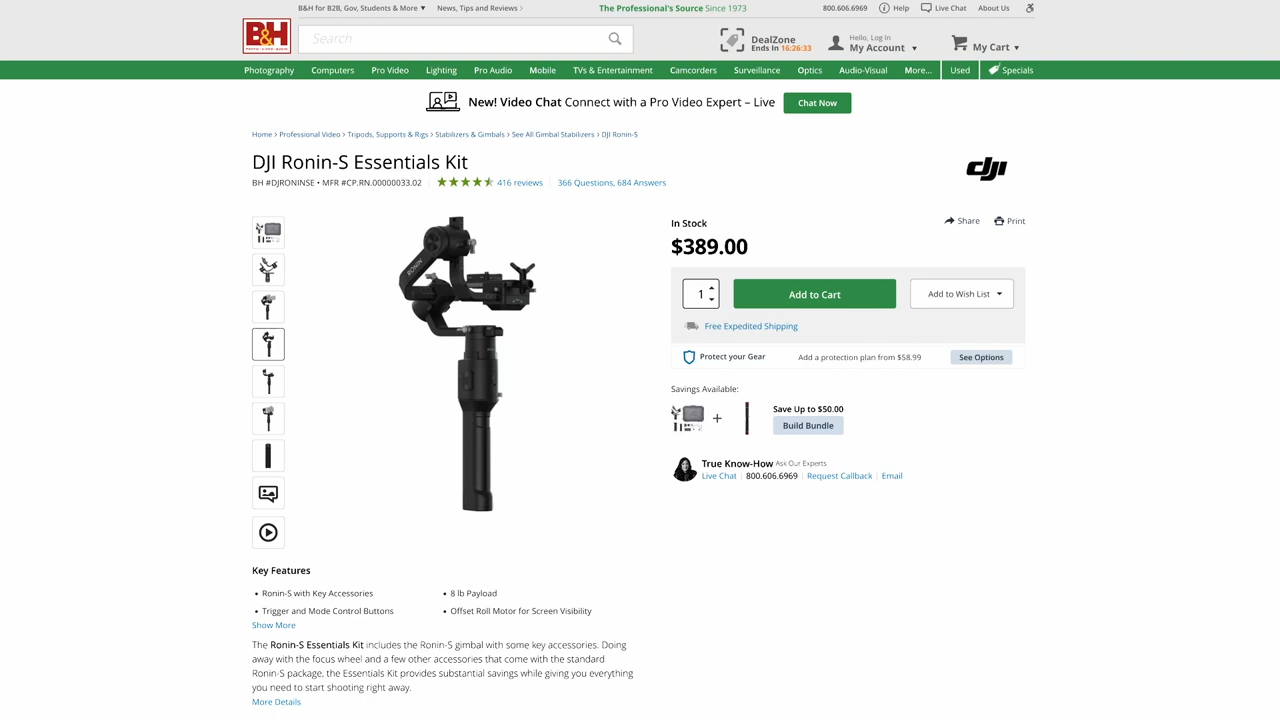 B&H for B2B, Gov, Students & More ▼
News, Tips and Reviews >
The Professional's Source Since 1973
800.606.6969
Help
Live Chat
About Us
B&H
PHOTO • VIDEO • AUDIO
Search
DealZone
Ends In 16:26:33
Hello, Log In
My Account ▼
My Cart ▼
Photography
Computers
Pro Video
Lighting
Pro Audio
Mobile
TVs & Entertainment
Camcorders
Surveillance
Optics
Audio-Visual
More...
Used
Specials
New! Video Chat Connect with a Pro Video Expert – Live
Chat Now
Home > Professional Video > Tripods, Supports & Rigs > Stabilizers & Gimbals > See All Gimbal Stabilizers > DJI Ronin-S
DJI Ronin-S Essentials Kit
BH #DJRONINSE • MFR #CP.RN.00000033.02
416 reviews
366 Questions, 684 Answers
dji
RONIN
In Stock
Share
Print
$389.00
1
Add to Cart
Add to Wish List
Free Expedited Shipping
Protect your Gear
Add a protection plan from $58.99
See Options
Savings Available:
+
Save Up to $50.00
Build Bundle
True Know-How Ask Our Experts
Live Chat | 800.606.6969 | Request Callback | Email
Key Features
• Ronin-S with Key Accessories
• 8 lb Payload
• Trigger and Mode Control Buttons
• Offset Roll Motor for Screen Visibility
Show More
The Ronin-S Essentials Kit includes the Ronin-S gimbal with some key accessories. Doing
away with the focus wheel and a few other accessories that come with the standard
Ronin-S package, the Essentials Kit provides substantial savings while giving you everything
you need to start shooting right away.
More Details